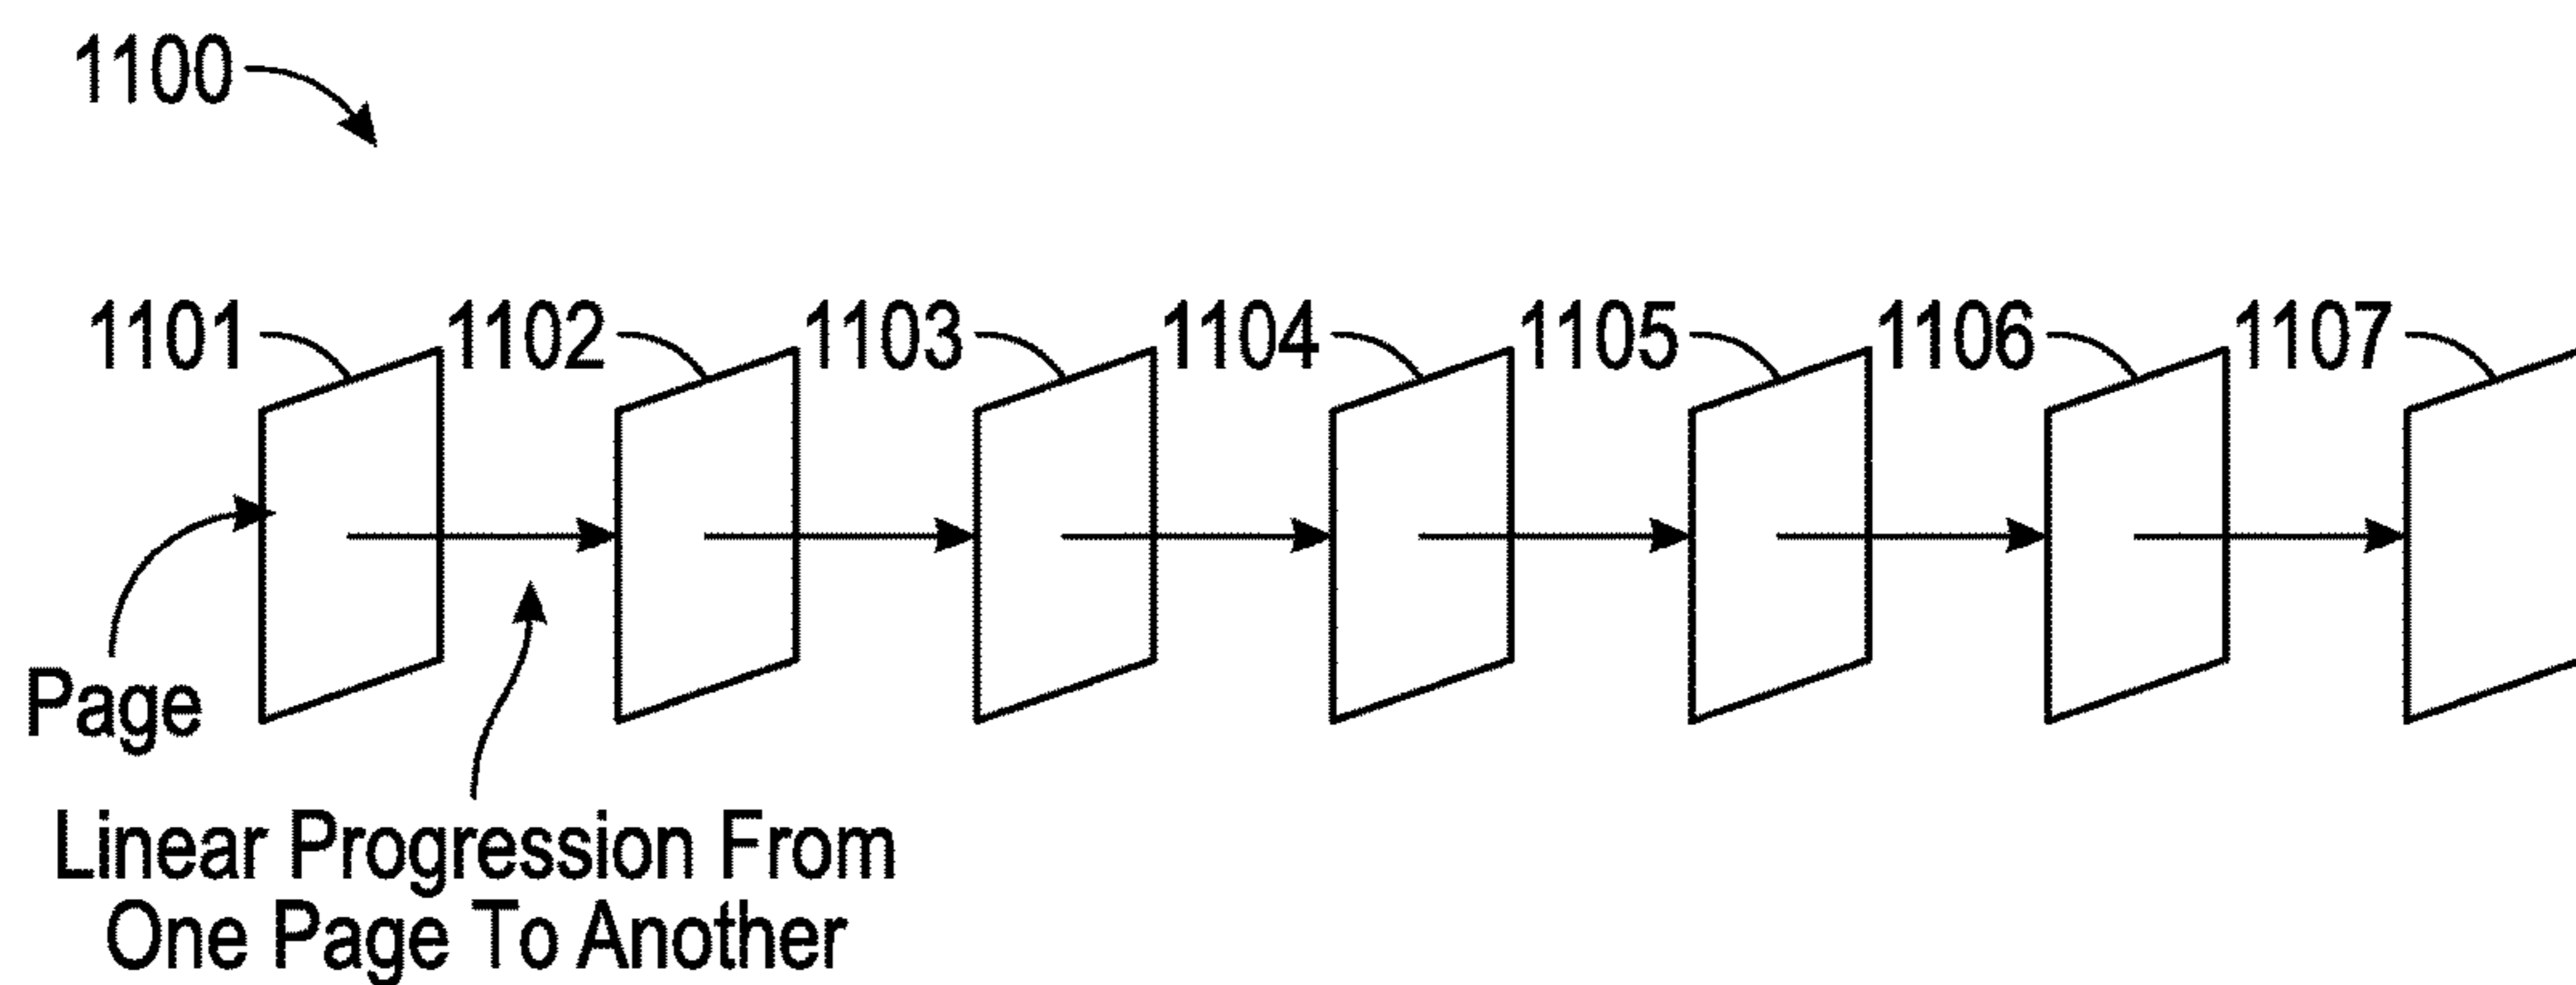 1100
1101 1102 1103 1104 1105 1106 1107
Page
Linear Progression From
One Page To Another